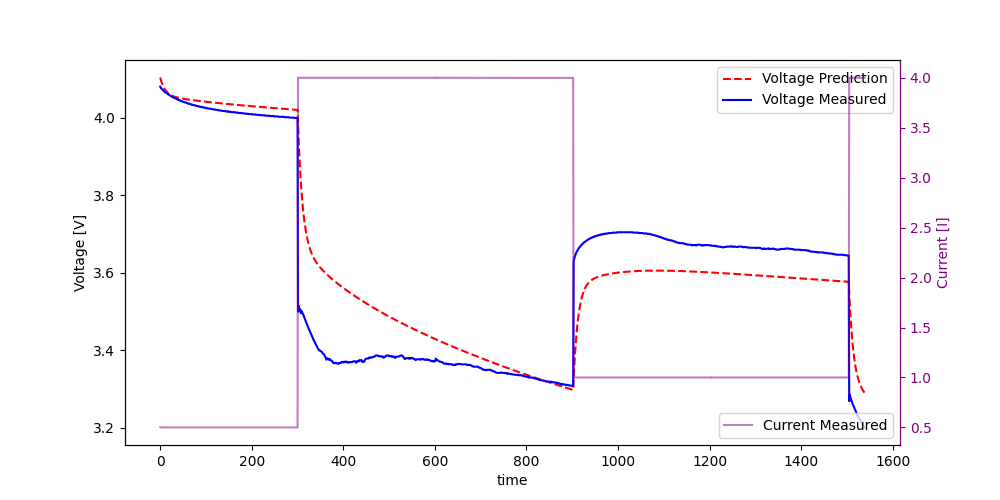 Voltage Prediction
Voltage Measured
Current Measured
Voltage [V]
4.0
3.8
3.6
3.4
3.2
4.0
3.5
3.0
2.5
2.0
1.5
1.0
0.5
Current [I]
0 200 400 600 800 1000 1200 1400 1600
time